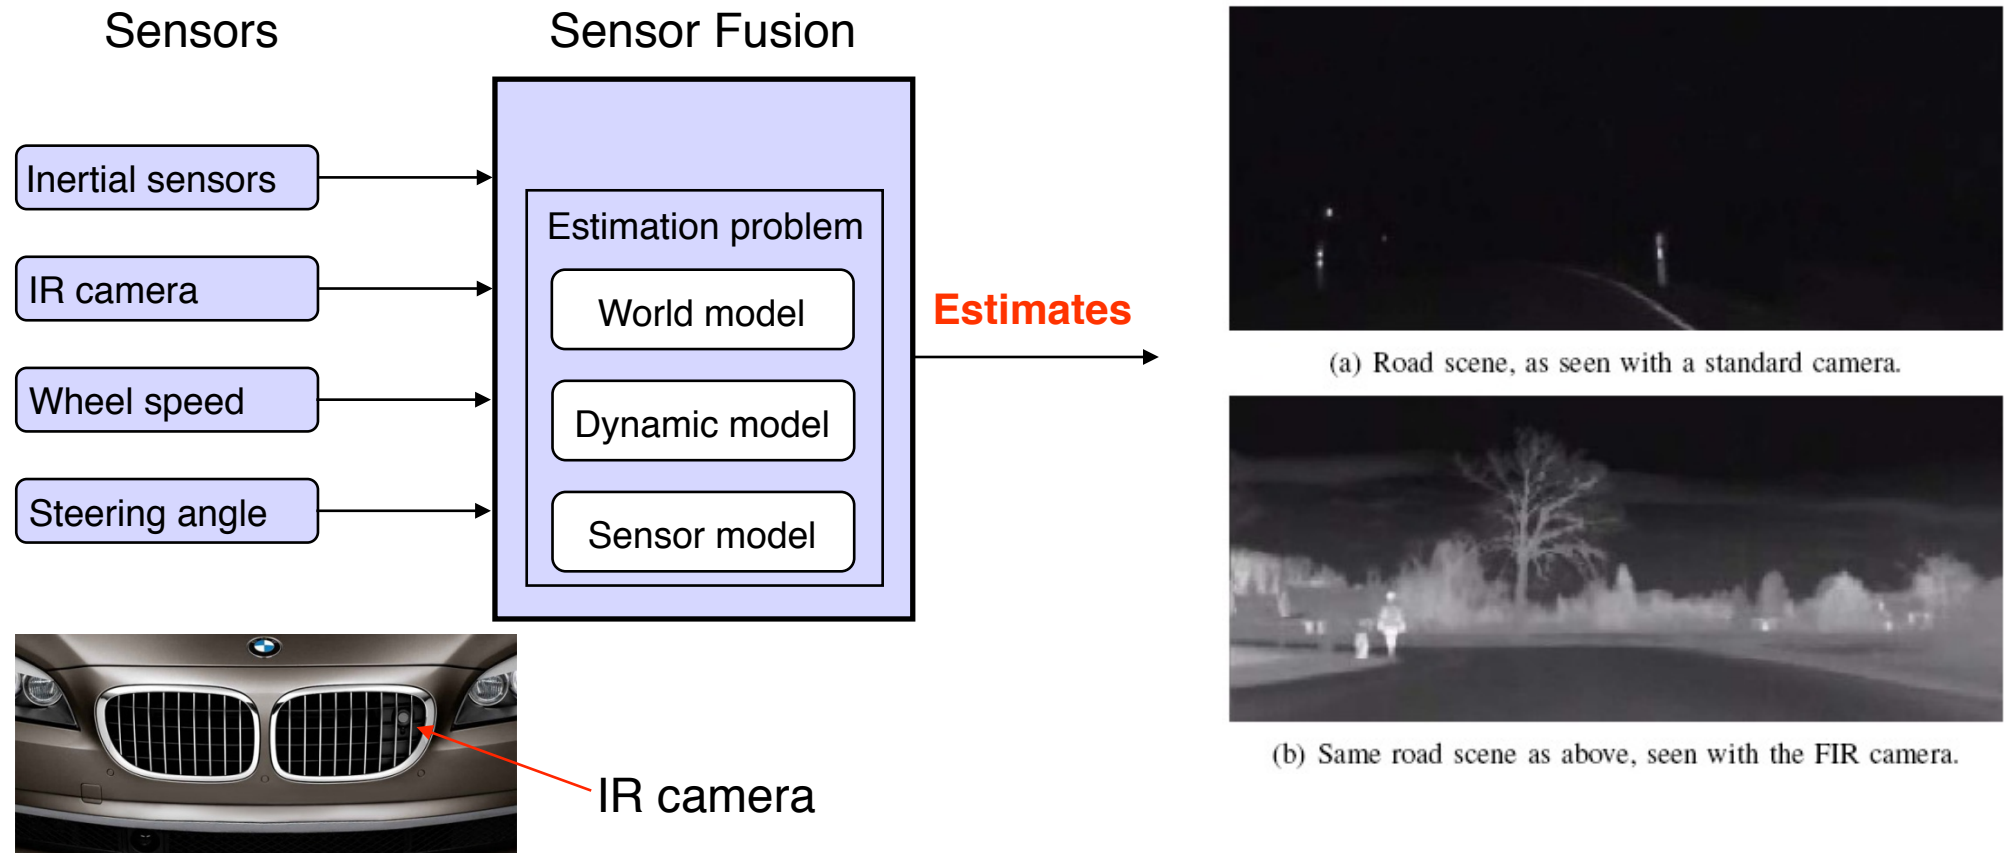 Sensors
Sensor Fusion
Inertial sensors
IR camera
Wheel speed
Steering angle
Estimation problem
World model
Dynamic model
Sensor model
Estimates
IR camera
(a) Road scene, as seen with a standard camera.
(b) Same road scene as above, seen with the FIR camera.